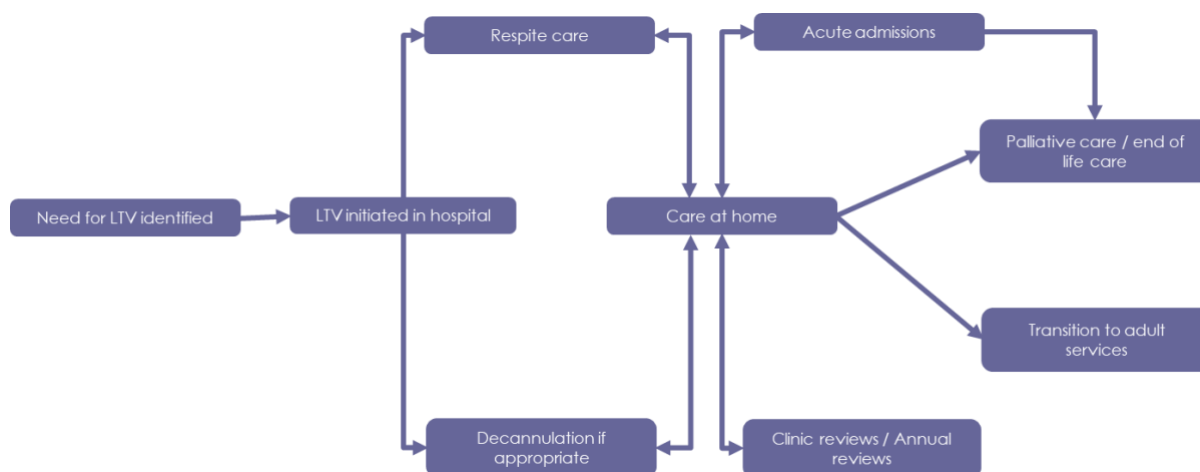 Respite care
Acute admissions
Palliative care / end of
life care
Need for LTV identified
LTV initiated in hospital
Care at home
Transition to adult
services
Decannulation if
appropriate
Clinic reviews / Annual
reviews